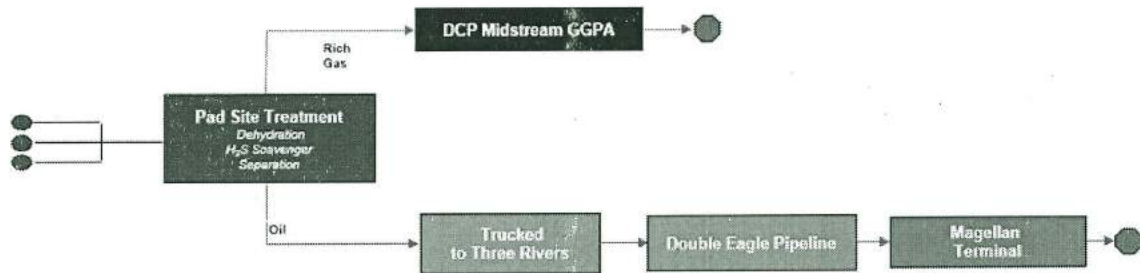 DCP Midstream GGPA
Rich
Gas
Pad Site Treatment
Dehydration
H₂S Scavenger
Separation
Oil
Trucked
to Three Rivers
Double Eagle Pipeline
Magellan
Terminal